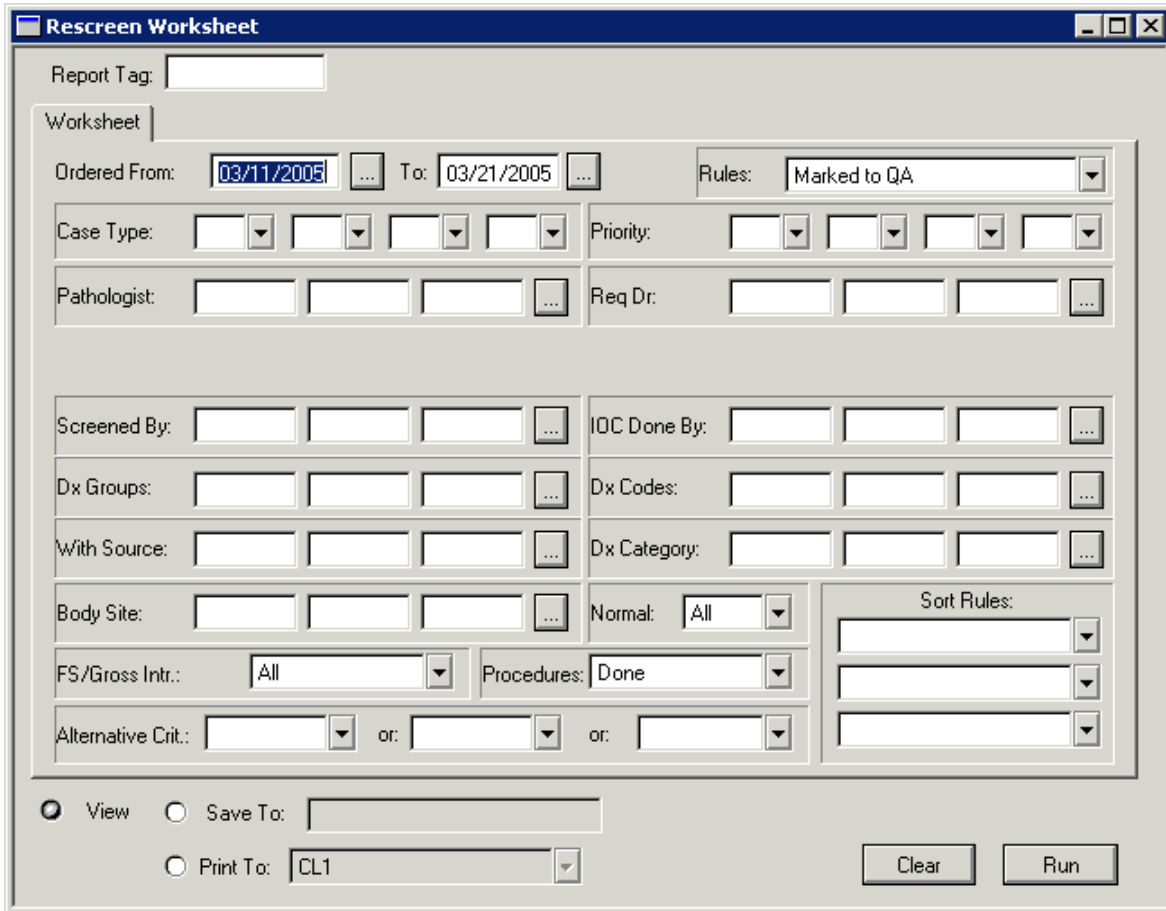 Rescreen Worksheet
Report Tag:
Worksheet
Ordered From: 03/11/2005 ... To: 03/21/2005 ... Rules: Marked to QA
Case Type: Priority:
Pathologist: ... Req Dr: ...
Screened By: ... IOC Done By: ...
Dx Groups: ... Dx Codes: ...
With Source: ... Dx Category: ...
Body Site: ... Normal: All Sort Rules:
FS/Gross Intr.: All Procedures: Done
Alternative Crit.: or: or:
View Save To:
Print To: CL1 Clear Run